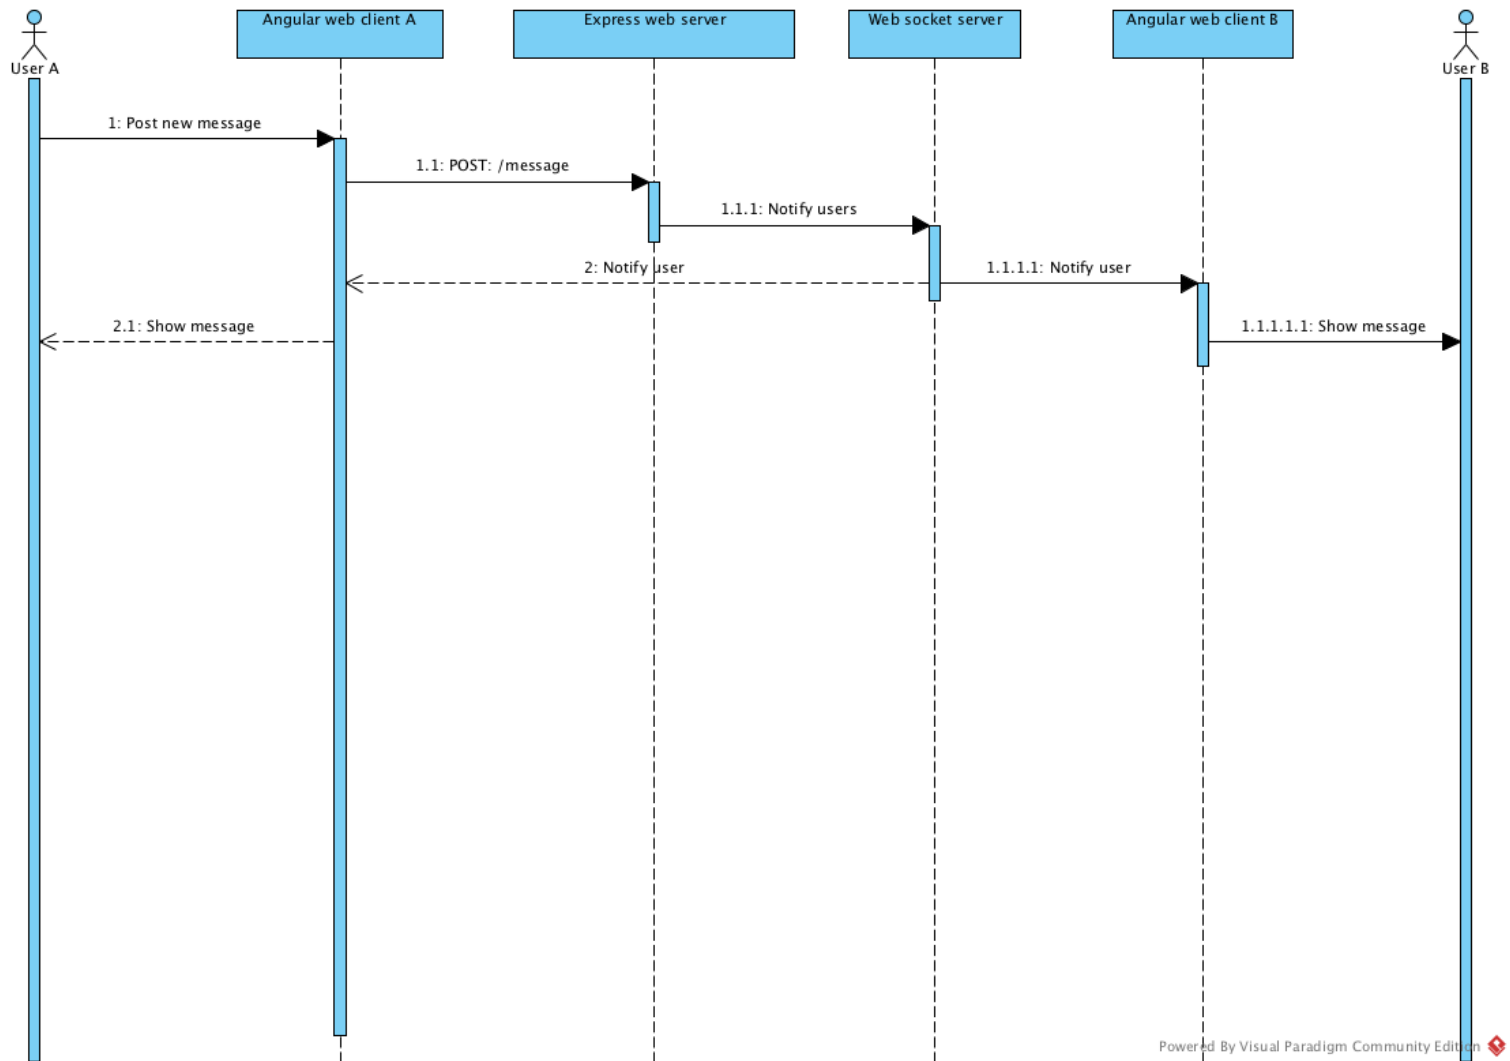 User A
Angular web client A
Express web server
Web socket server
Angular web client B
User B
1: Post new message
1.1: POST: /message
1.1.1: Notify users
2: Notify user
1.1.1.1: Notify user
2.1: Show message
1.1.1.1.1: Show message
Powered By Visual Paradigm Community Edition